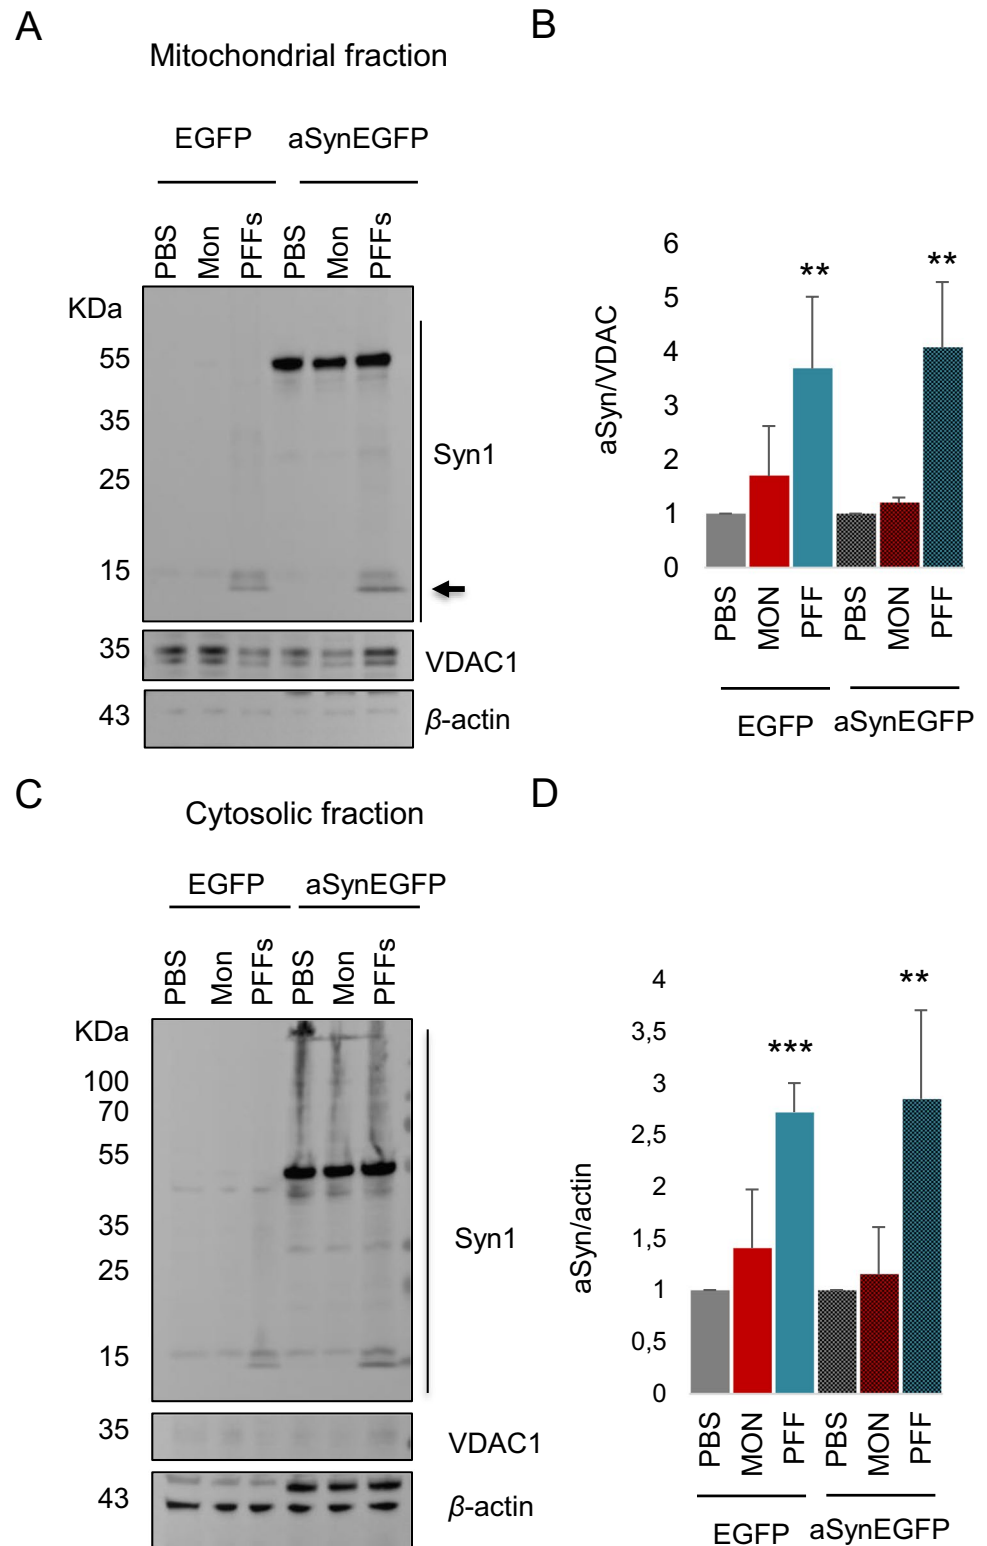 A
Mitochondrial fraction
EGFP aSynEGFP
PBS Mon PFFs PBS Mon PFFs
KDa
55
35
25
15
Syn1
35
VDAC1
43
β-actin
B
aSyn/VDAC
6
5
4
3
2
1
0
** **
PBS MON PFF PBS MON PFF
EGFP aSynEGFP
C
Cytosolic fraction
EGFP aSynEGFP
PBS Mon PFFs PBS Mon PFFs
KDa
100
70
55
35
25
15
Syn1
35
VDAC1
43
β-actin
D
aSyn/actin
4
3,5
3
2,5
2
1,5
1
0,5
0
*** **
PBS MON PFF PBS MON PFF
EGFP aSynEGFP